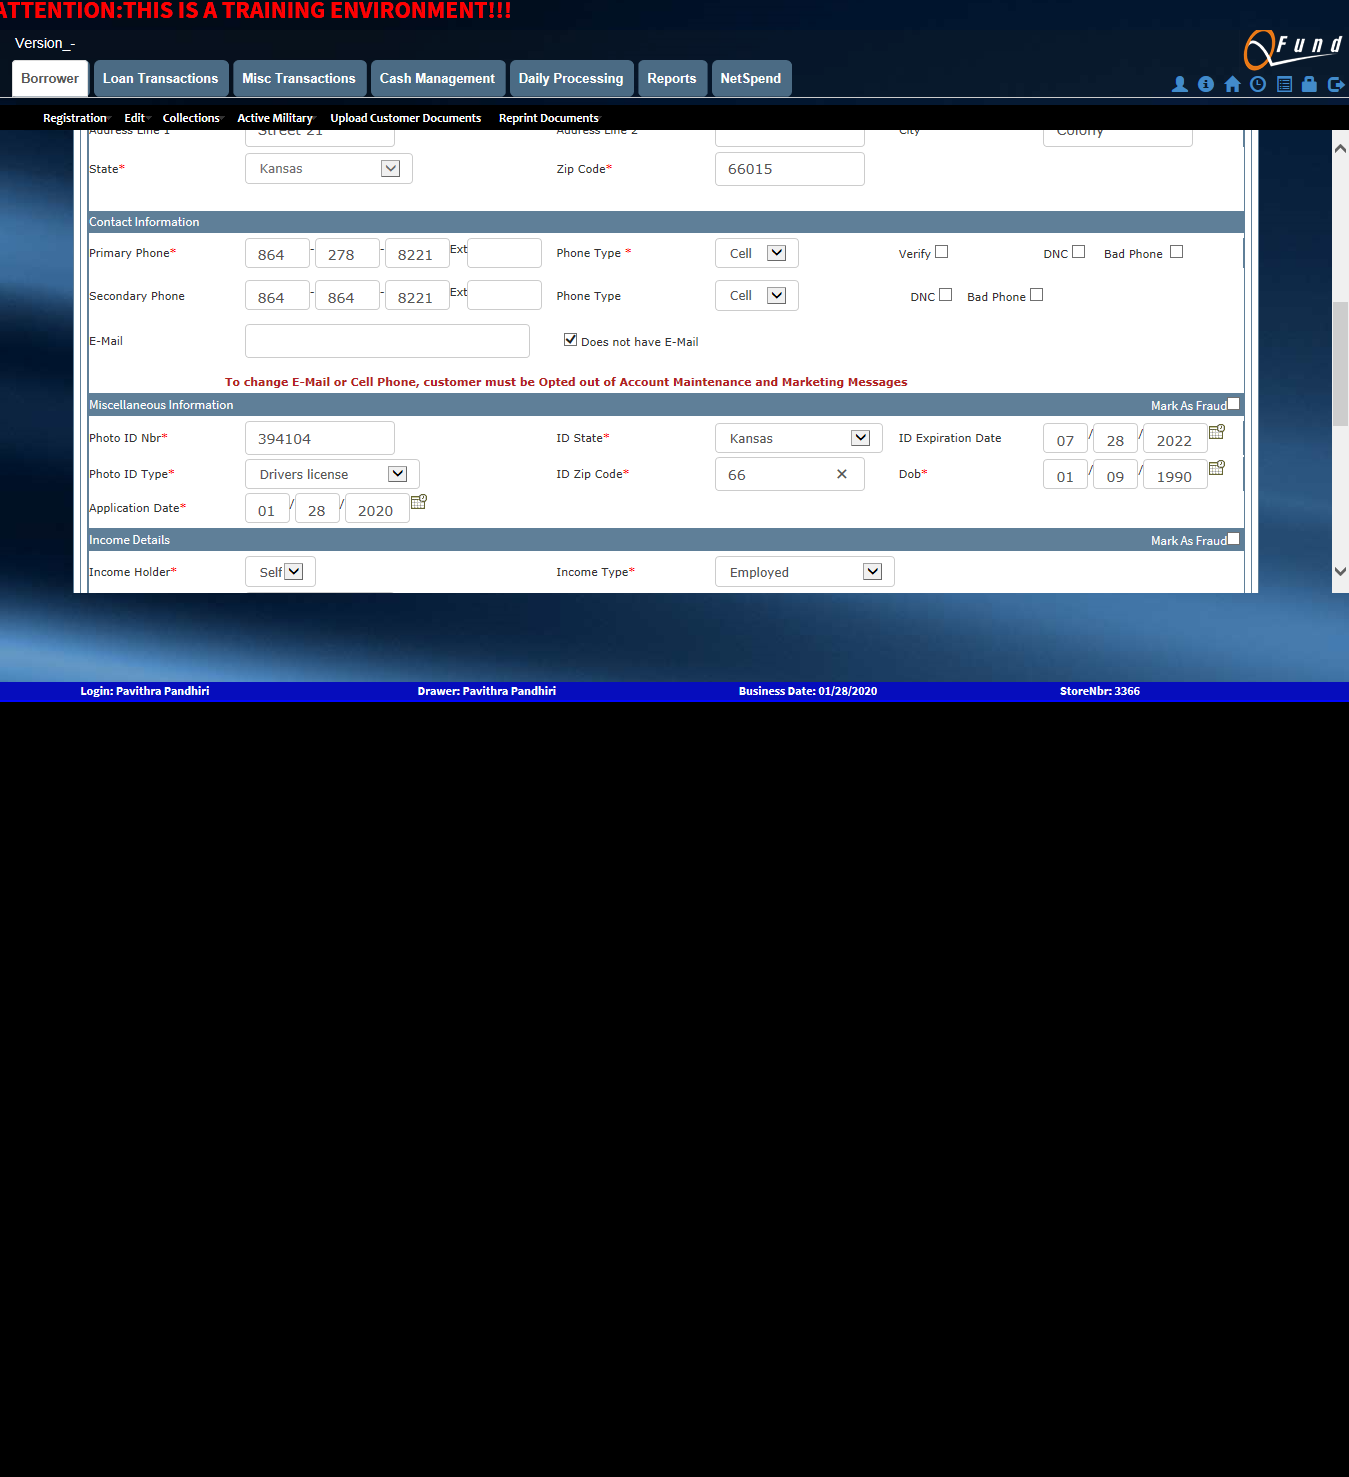 ATTENTION:THIS IS A TRAINING ENVIRONMENT!!!
Version_-
QFund
Borrower Loan Transactions Misc Transactions Cash Management Daily Processing Reports NetSpend
Registration Edit Collections Active Military Upload Customer Documents Reprint Documents
Address Line 1 Street 21 Address Line 2 City Colony
State* Kansas Zip Code* 66015
Contact Information
Primary Phone* 864 - 278 - 8221 Ext Phone Type * Cell Verify DNC Bad Phone
Secondary Phone 864 - 864 - 8221 Ext Phone Type Cell DNC Bad Phone
E-Mail Does not have E-Mail
To change E-Mail or Cell Phone, customer must be Opted out of Account Maintenance and Marketing Messages
Miscellaneous Information Mark As Fraud
Photo ID Nbr* 394104 ID State* Kansas ID Expiration Date 07 / 28 / 2022
Photo ID Type* Drivers license ID Zip Code* 66 Dob* 01 / 09 / 1990
Application Date* 01 / 28 / 2020
Income Details Mark As Fraud
Income Holder* Self Income Type* Employed
Login: Pavithra Pandhiri Drawer: Pavithra Pandhiri Business Date: 01/28/2020 StoreNbr: 3366